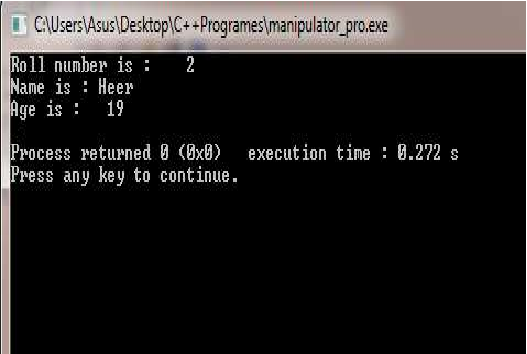 C:\Users\Asus\Desktop\C++Programes\manipulator_pro.exe
Roll number is :    2
Name is : Heer
Age is :   19
Process returned 0 (0x0)   execution time : 0.272 s
Press any key to continue.